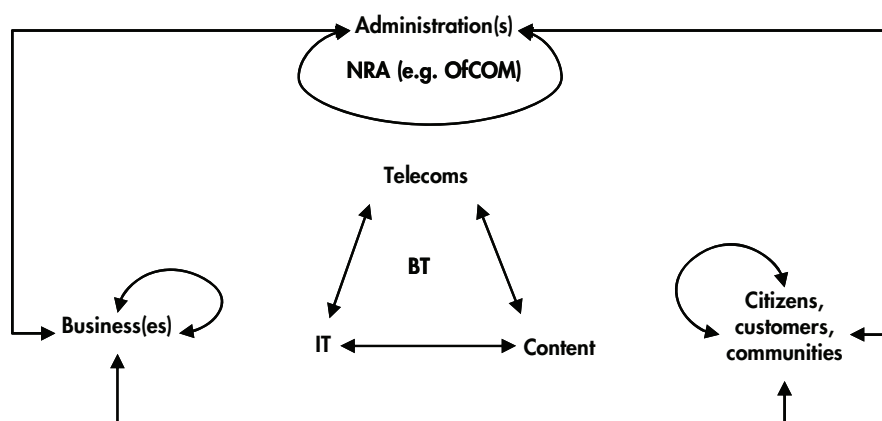 Administration(s)
NRA (e.g. OfCOM)
Telecoms
BT
Business(es)
IT
Content
Citizens,
customers,
communities